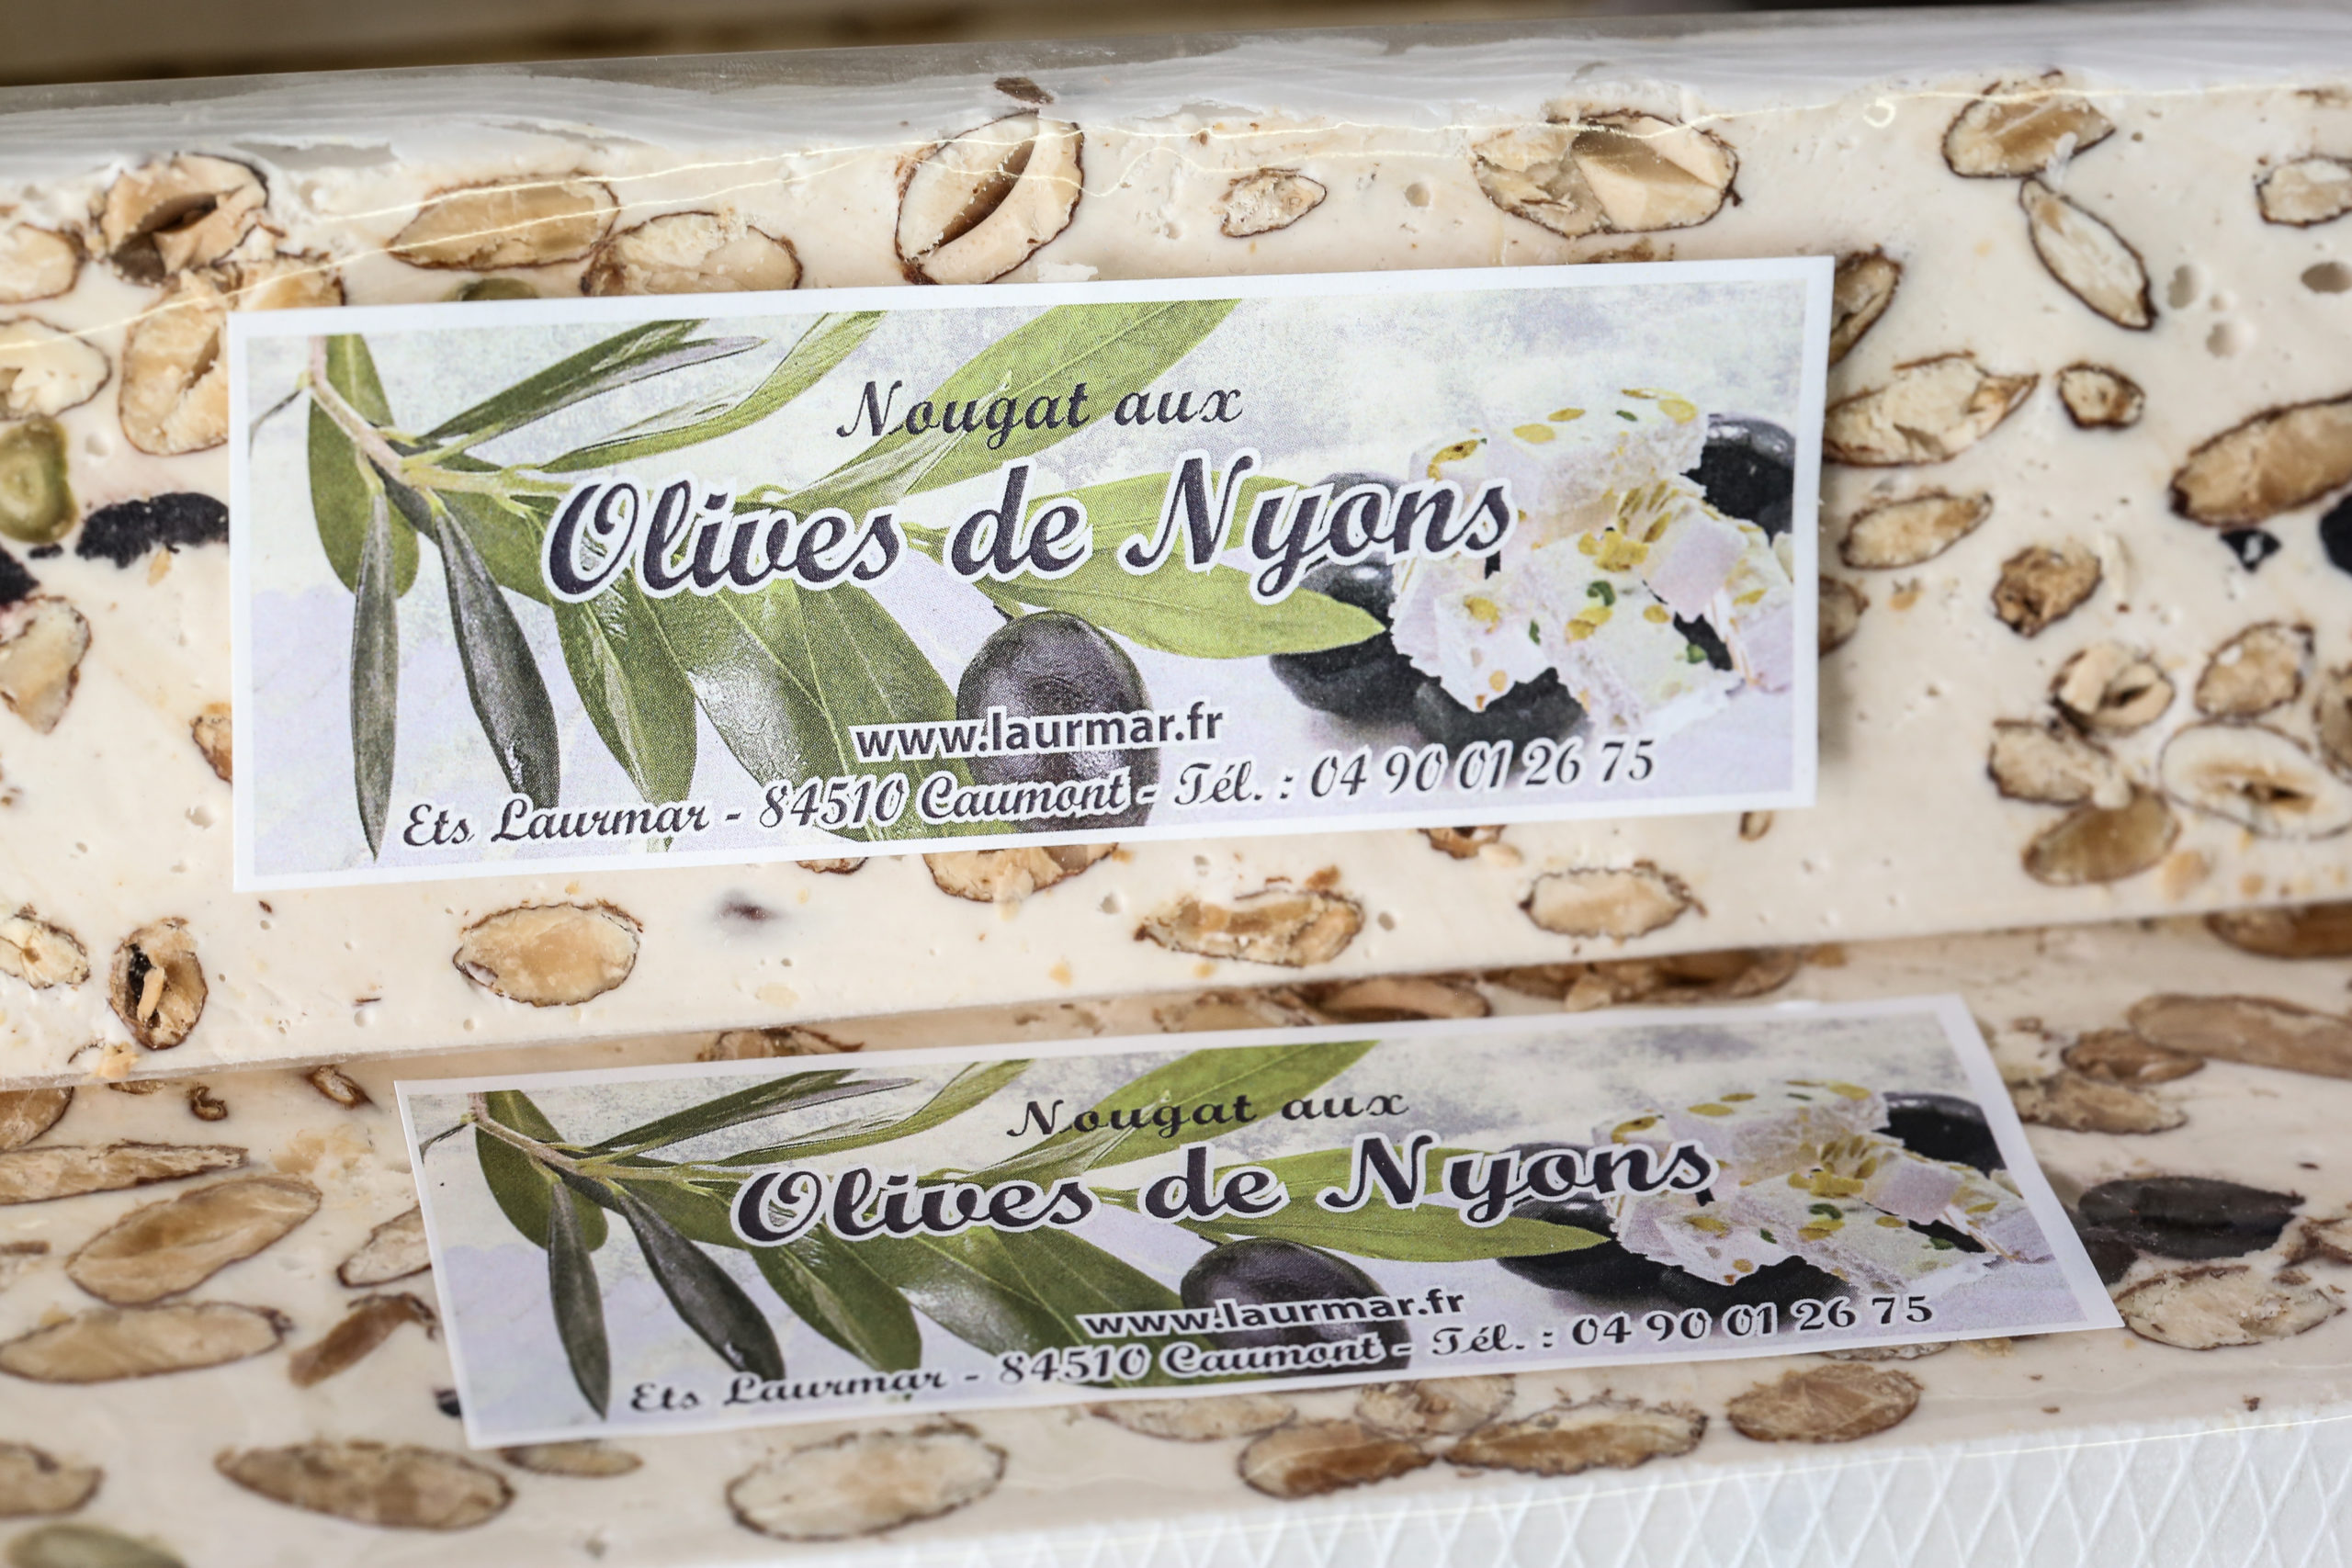 Nougat aux
Olives de Nyons
www.laurmar.fr
Ets Laurmar - 84510 Caumont - Tél. : 04 90 01 26 75
Nougat aux
Olives de Nyons
www.laurmar.fr
Ets Laurmar - 84510 Caumont - Tél. : 04 90 01 26 75